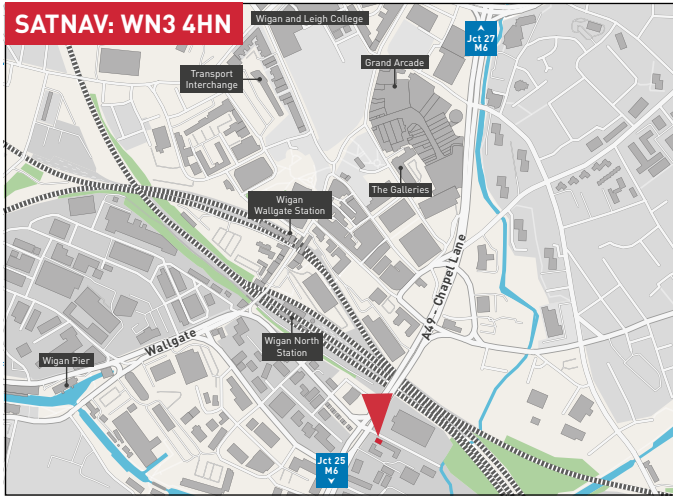 SATNAV: WN3 4HN
Wigan and Leigh College
Jct 27
M6
Grand Arcade
Transport
Interchange
The Galleries
Wigan
Wallgate Station
A49 - Chapel Lane
Wallgate
Wigan North
Station
Wigan Pier
Jct 25
M6